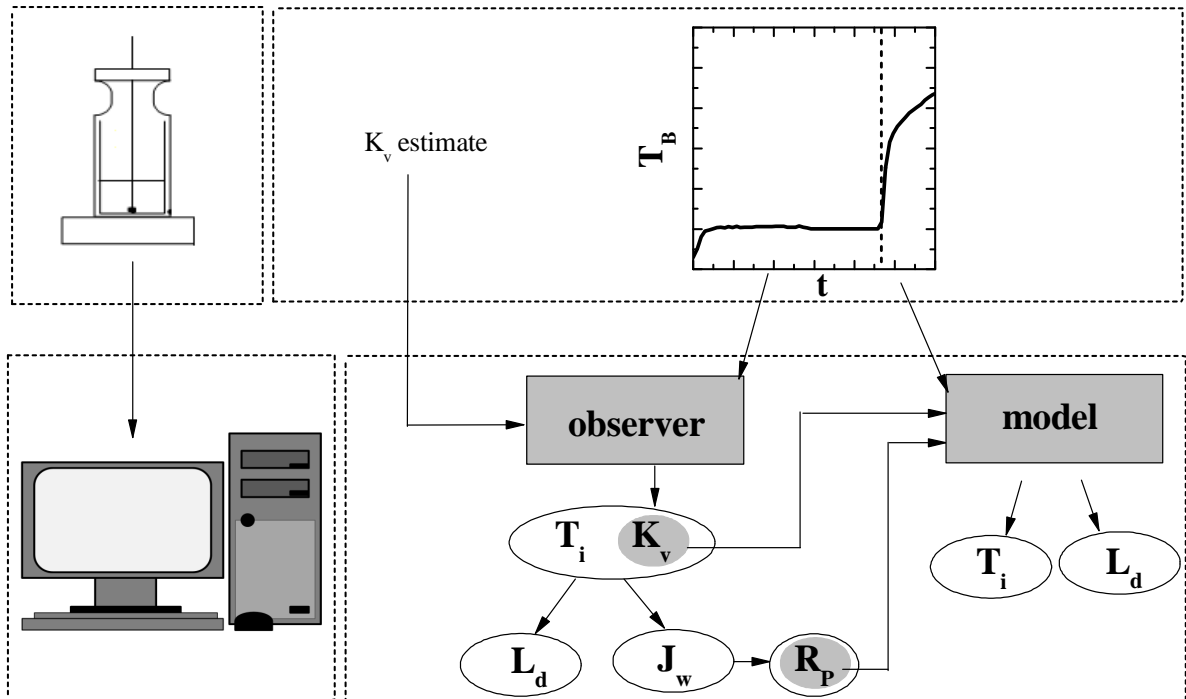 K_v estimate
T_B
t
observer
model
T_i K_v
T_i L_d
L_d J_w R_P